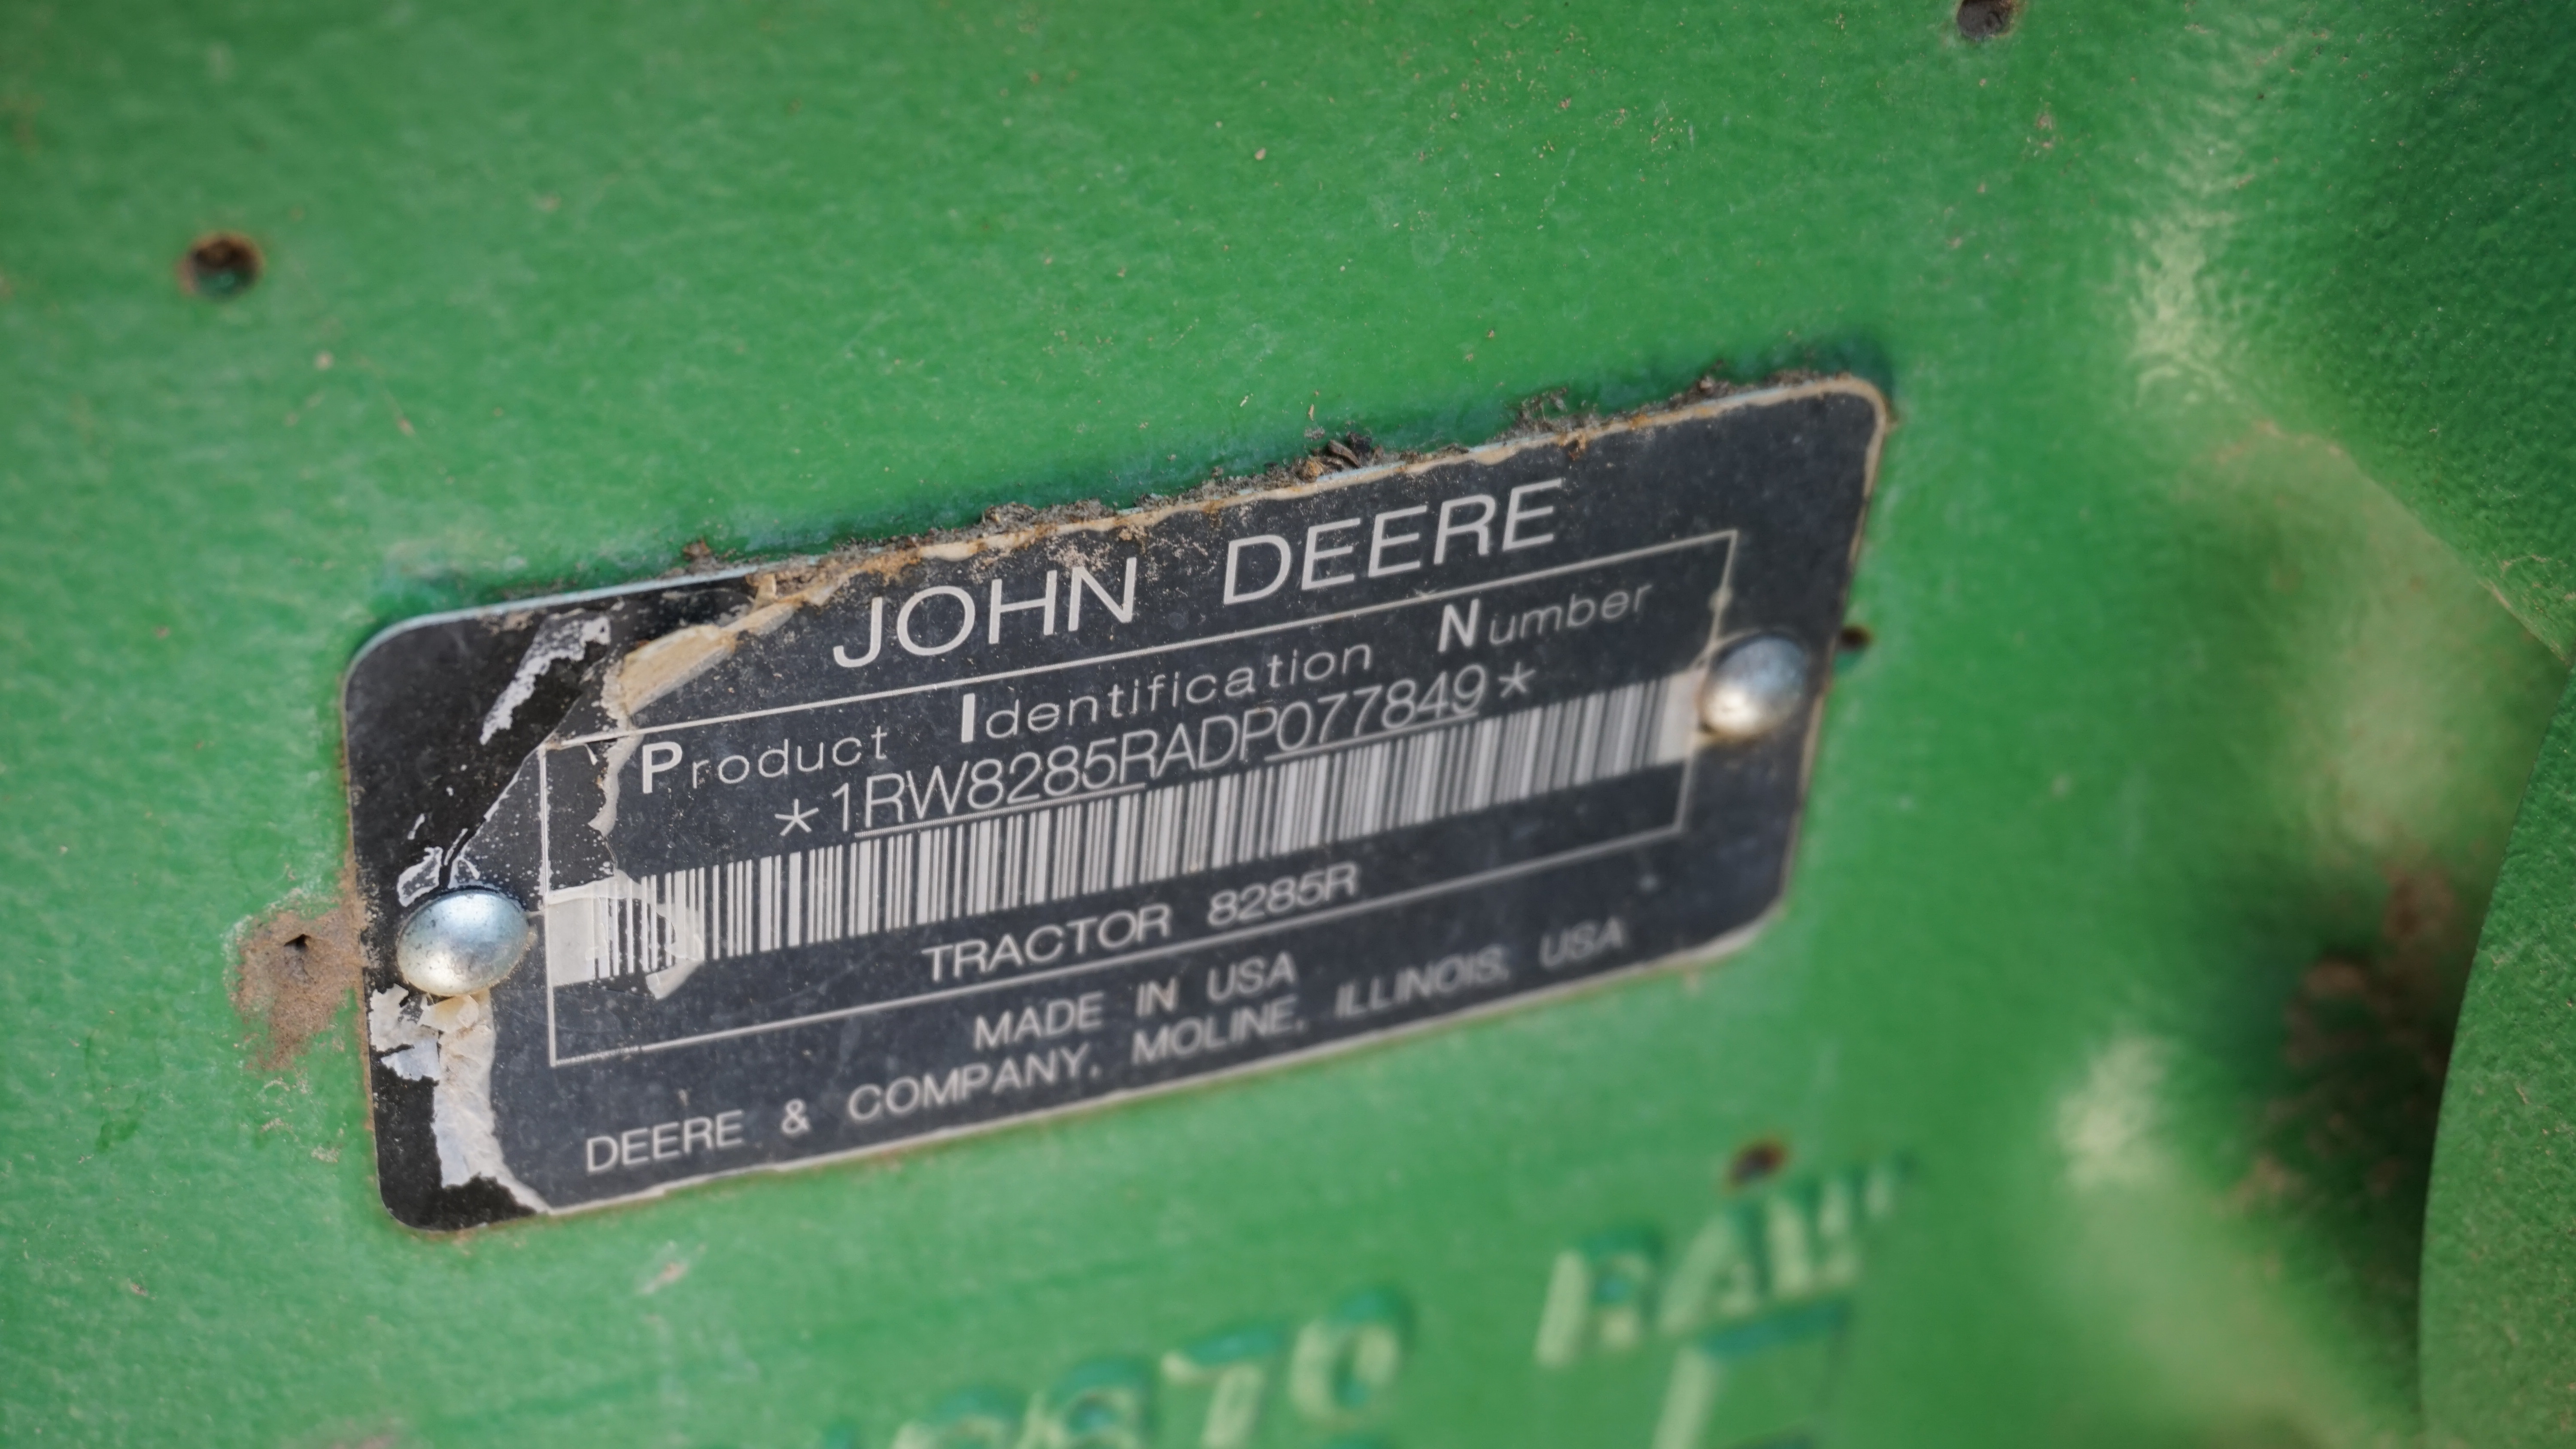 JOHN DEERE
Product Identification Number
*1RW8285RADP077849*
TRACTOR 8285R
MADE IN USA
DEERE & COMPANY, MOLINE, ILLINOIS, USA